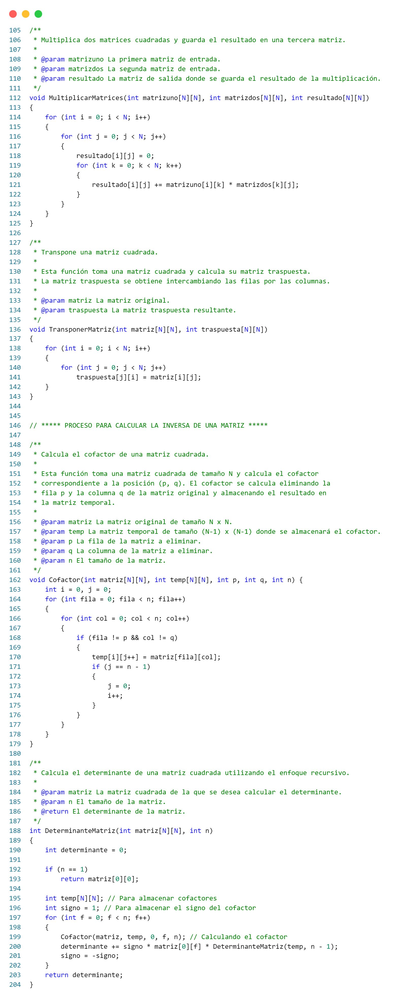 105 /**
106  * Multiplica dos matrices cuadradas y guarda el resultado en una tercera matriz.
107  *
108  * @param matrizuno La primera matriz de entrada.
109  * @param matrizdos La segunda matriz de entrada.
110  * @param resultado La matriz de salida donde se guarda el resultado de la multiplicación.
111  */
112 void MultiplicarMatrices(int matrizuno[N][N], int matrizdos[N][N], int resultado[N][N])
113 {
114     for (int i = 0; i < N; i++)
115     {
116         for (int j = 0; j < N; j++)
117         {
118             resultado[i][j] = 0;
119             for (int k = 0; k < N; k++)
120             {
121                 resultado[i][j] += matrizuno[i][k] * matrizdos[k][j];
122             }
123         }
124     }
125 }
126
127 /**
128  * Transpone una matriz cuadrada.
129  *
130  * Esta función toma una matriz cuadrada y calcula su matriz traspuesta.
131  * La matriz traspuesta se obtiene intercambiando las filas por las columnas.
132  *
133  * @param matriz La matriz original.
134  * @param traspuesta La matriz traspuesta resultante.
135  */
136 void TransponerMatriz(int matriz[N][N], int traspuesta[N][N])
137 {
138     for (int i = 0; i < N; i++)
139     {
140         for (int j = 0; j < N; j++)
141             traspuesta[j][i] = matriz[i][j];
142     }
143 }
144
145
146 // ***** PROCESO PARA CALCULAR LA INVERSA DE UNA MATRIZ *****
147
148 /**
149  * Calcula el cofactor de una matriz cuadrada.
150  *
151  * Esta función toma una matriz cuadrada de tamaño N y calcula el cofactor
152  * correspondiente a la posición (p, q). El cofactor se calcula eliminando la
153  * fila p y la columna q de la matriz original y almacenando el resultado en
154  * la matriz temporal.
155  *
156  * @param matriz La matriz original de tamaño N x N.
157  * @param temp La matriz temporal de tamaño (N-1) x (N-1) donde se almacenará el cofactor.
158  * @param p La fila de la matriz a eliminar.
159  * @param q La columna de la matriz a eliminar.
160  * @param n El tamaño de la matriz.
161  */
162 void Cofactor(int matriz[N][N], int temp[N][N], int p, int q, int n) {
163     int i = 0, j = 0;
164     for (int fila = 0; fila < n; fila++)
165     {
166         for (int col = 0; col < n; col++)
167         {
168             if (fila != p && col != q)
169             {
170                 temp[i][j++] = matriz[fila][col];
171                 if (j == n - 1)
172                 {
173                     j = 0;
174                     i++;
175                 }
176             }
177         }
178     }
179 }
180
181 /**
182  * Calcula el determinante de una matriz cuadrada utilizando el enfoque recursivo.
183  *
184  * @param matriz La matriz cuadrada de la que se desea calcular el determinante.
185  * @param n El tamaño de la matriz.
186  * @return El determinante de la matriz.
187  */
188 int DeterminanteMatriz(int matriz[N][N], int n)
189 {
190     int determinante = 0;
191
192     if (n == 1)
193         return matriz[0][0];
194
195     int temp[N][N]; // Para almacenar cofactores
196     int signo = 1; // Para almacenar el signo del cofactor
197     for (int f = 0; f < n; f++)
198     {
199         Cofactor(matriz, temp, 0, f, n); // Calculando el cofactor
200         determinante += signo * matriz[0][f] * DeterminanteMatriz(temp, n - 1);
201         signo = -signo;
202     }
203     return determinante;
204 }